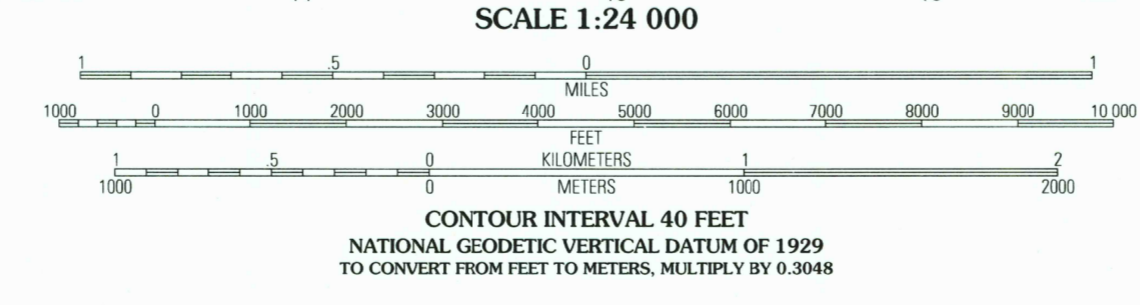 SCALE 1:24 000
1 .5 0 1
MILES
1000 0 1000 2000 3000 4000 5000 6000 7000 8000 9000 10 000
FEET
1 .5 0 KILOMETERS 1 2
1000 0 METERS 1000 2000
CONTOUR INTERVAL 40 FEET
NATIONAL GEODETIC VERTICAL DATUM OF 1929
TO CONVERT FROM FEET TO METERS, MULTIPLY BY 0.3048